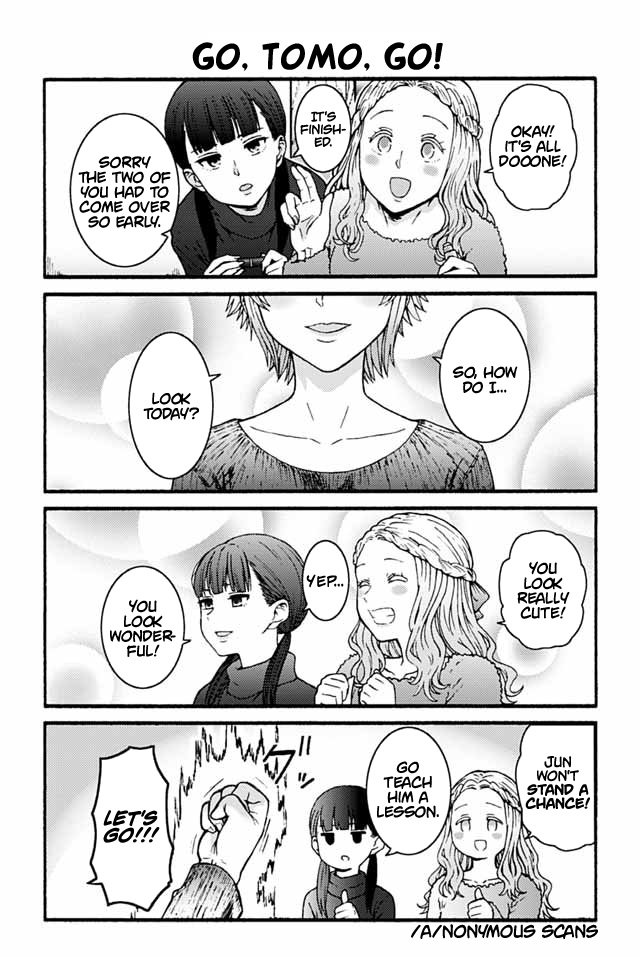 GO, TOMO, GO!
OKAY!
IT'S ALL
DOOONE!
IT'S
FINISH-
ED.
SORRY
THE TWO OF
YOU HAD TO
COME OVER
SO EARLY.
SO, HOW
DO I...
LOOK
TODAY?
YOU
LOOK
REALLY
CUTE!
YEP...
YOU
LOOK
WONDER-
FUL!
JUN
WON'T
STAND A
CHANCE!
GO
TEACH
HIM A
LESSON.
LET'S
GO!!!
/A/NONYMOUS SCANS